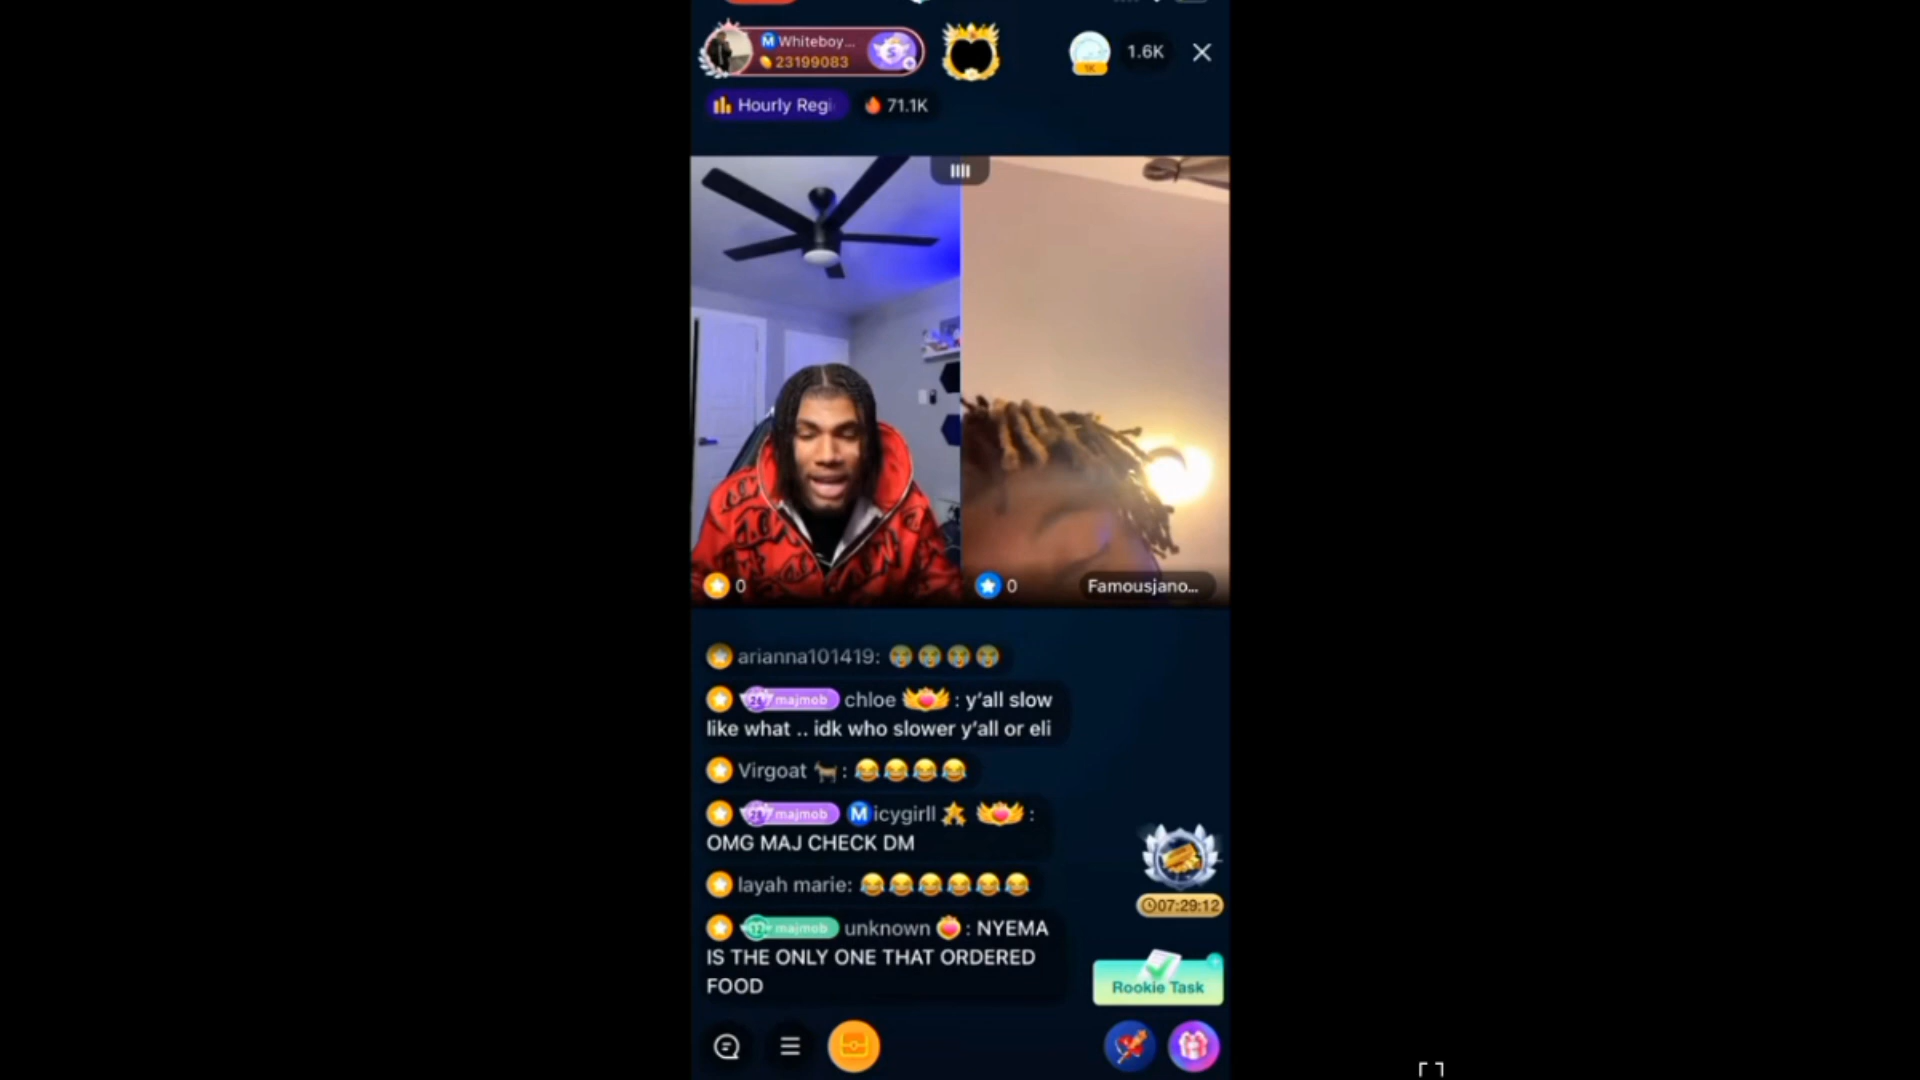 Whiteboy...
23199083
1K
1.6K
Hourly Regi
71.1K
0
0
Famousjano...
arianna101419:
majmob chloe : y'all slow
like what .. idk who slower y'all or eli
Virgoat :
majmob M icygirll :
OMG MAJ CHECK DM
layah marie:
majmob unknown : NYEMA
IS THE ONLY ONE THAT ORDERED
FOOD
07:29:12
Rookie Task